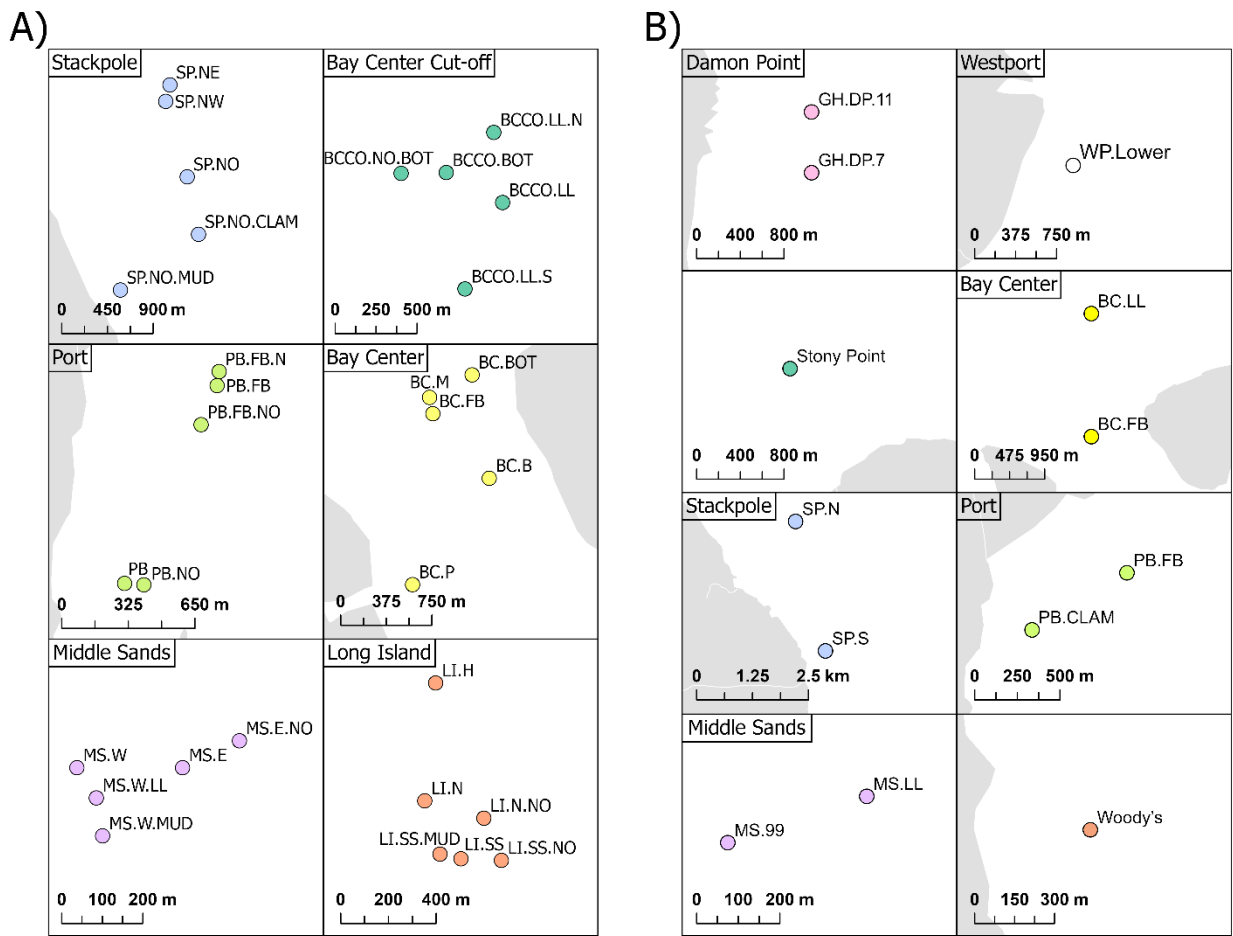 A)
Stackpole
SP.NE
SP.NW
SP.NO
SP.NO.CLAM
SP.NO.MUD
0 450 900 m
Bay Center Cut-off
BCCO.LL.N
BCCO.NO.BOT
BCCO.BOT
BCCO.LL
BCCO.LL.S
0 250 500 m
Port
PB.FB.N
PB.FB
PB.FB.NO
PB
PB.NO
0 325 650 m
Bay Center
BC.BOT
BC.M
BC.FB
BC.B
BC.P
0 375 750 m
Middle Sands
MS.E.NO
MS.W
MS.E
MS.W.LL
MS.W.MUD
0 100 200 m
Long Island
LI.H
LI.N
LI.N.NO
LI.SS.MUD
LI.SS
LI.SS.NO
0 200 400 m
B)
Damon Point
GH.DP.11
GH.DP.7
0 400 800 m
Westport
WP.Lower
0 375 750 m
Stony Point
0 400 800 m
Bay Center
BC.LL
BC.FB
0 475 950 m
Stackpole
SP.N
SP.S
0 1.25 2.5 km
Port
PB.FB
PB.CLAM
0 250 500 m
Middle Sands
MS.LL
MS.99
0 100 200 m
Woody's
0 150 300 m